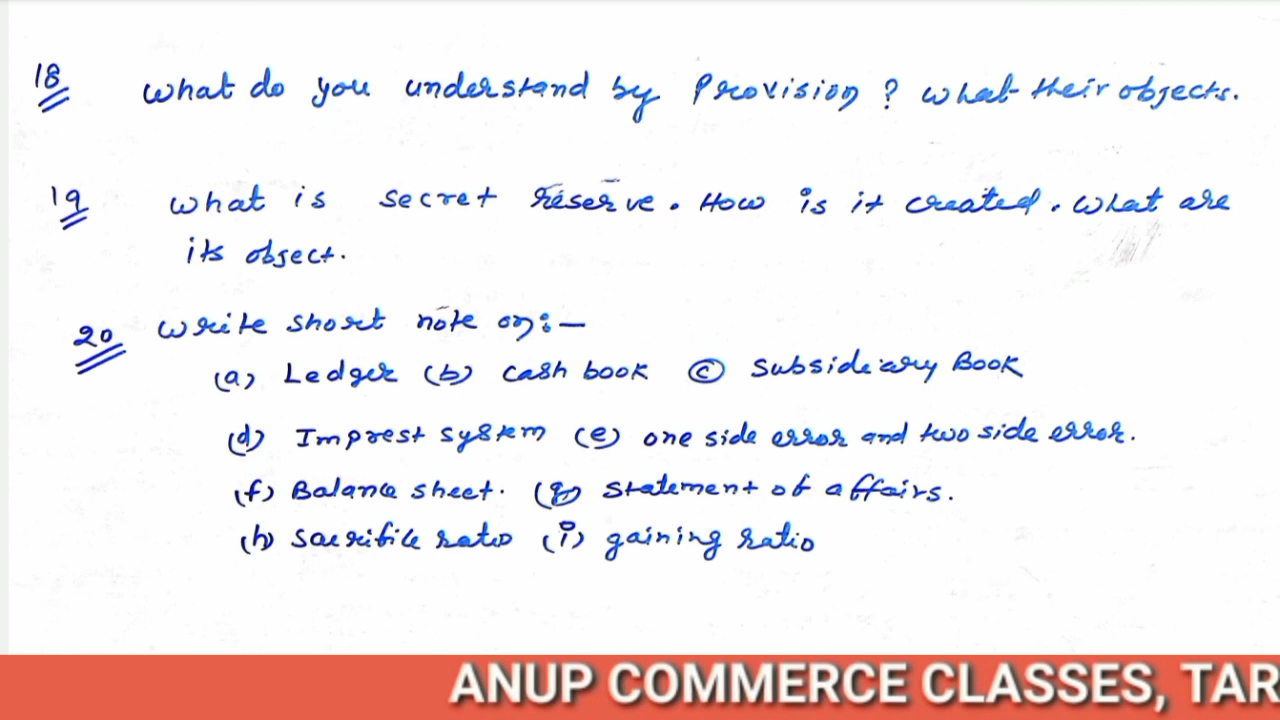 18 What do you understand by Provision ? What their objects.
19 What is secret reserve. How is it created. What are
its object.
20 Write short note on :-
(a) Ledger (b) cash book (c) Subsidiary Book
(d) Imprest system (e) one side error and two side error.
(f) Balance sheet. (g) Statement of affairs.
(h) Sacrifice ratio (i) gaining ratio
ANUP COMMERCE CLASSES, TAR